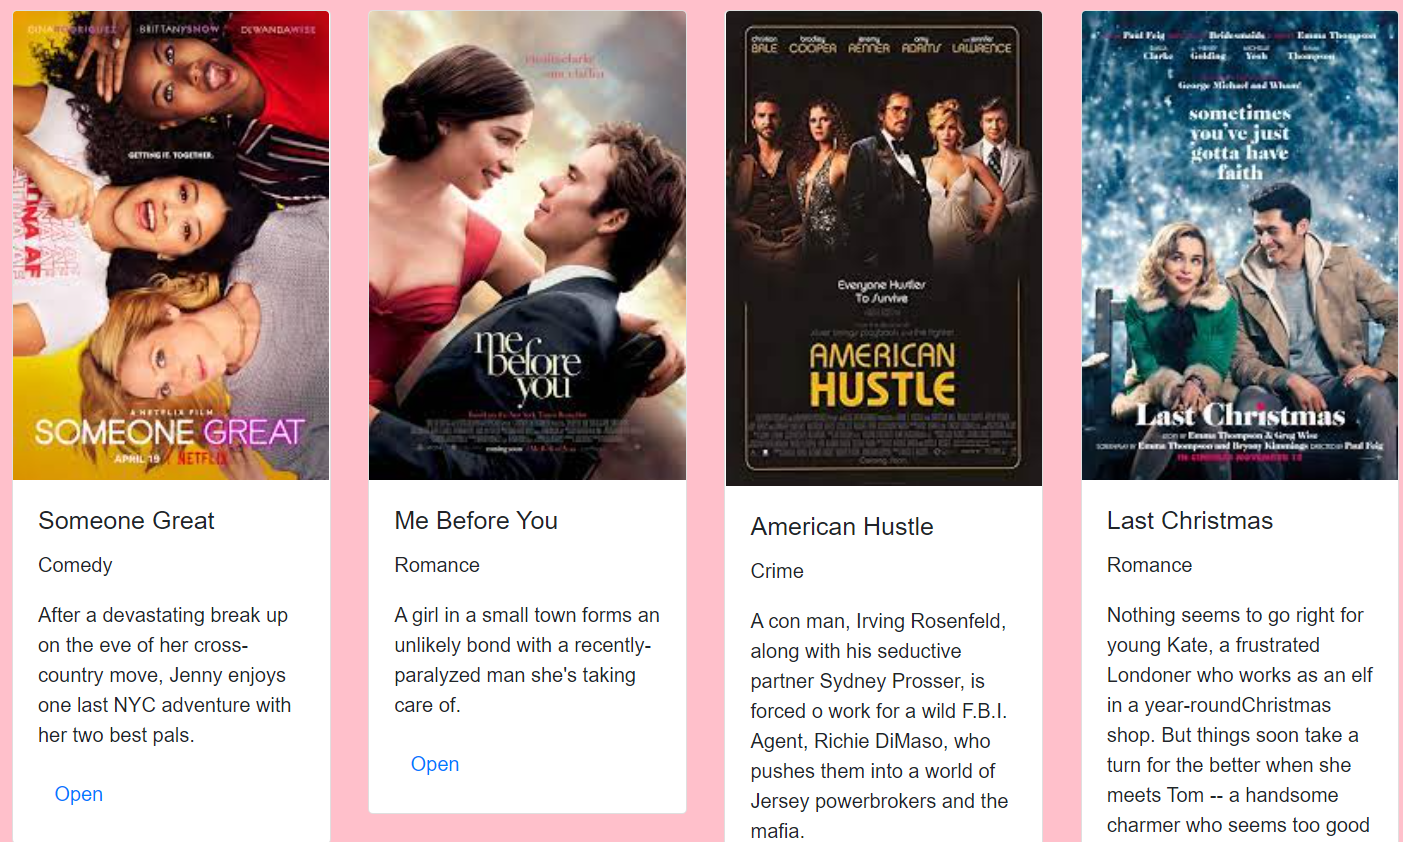 GINA RODRIGUEZ BRITTANY SNOW DEWANDA WISE
GETTING IT. TOGETHER.
A NETFLIX FILM
SOMEONE GREAT
APRIL 19 NETFLIX
Someone Great
Comedy
After a devastating break up
on the eve of her cross-
country move, Jenny enjoys
one last NYC adventure with
her two best pals.
Open
me
before
you
coming soon
Me Before You
Romance
A girl in a small town forms an
unlikely bond with a recently-
paralyzed man she's taking
care of.
Open
christian bradley jeremy amy jennifer
BALE COOPER RENNER ADAMS LAWRENCE
Everyone Hustles
To Survive
AMERICAN
HUSTLE
American Hustle
Crime
A con man, Irving Rosenfeld,
along with his seductive
partner Sydney Prosser, is
forced o work for a wild F.B.I.
Agent, Richie DiMaso, who
pushes them into a world of
Jersey powerbrokers and the
mafia.
Paul Feig Bridesmaids Emma Thompson
Clarke Golding Yeoh Thompson
George Michael and Wham!
sometimes
you've just
gotta have
faith
Last Christmas
STORY BY Emma Thompson & Greg Wise
SCREENPLAY BY Emma Thompson and Bryony Kimmings DIRECTED BY Paul Feig
Last Christmas
Romance
Nothing seems to go right for
young Kate, a frustrated
Londoner who works as an elf
in a year-roundChristmas
shop. But things soon take a
turn for the better when she
meets Tom -- a handsome
charmer who seems too good